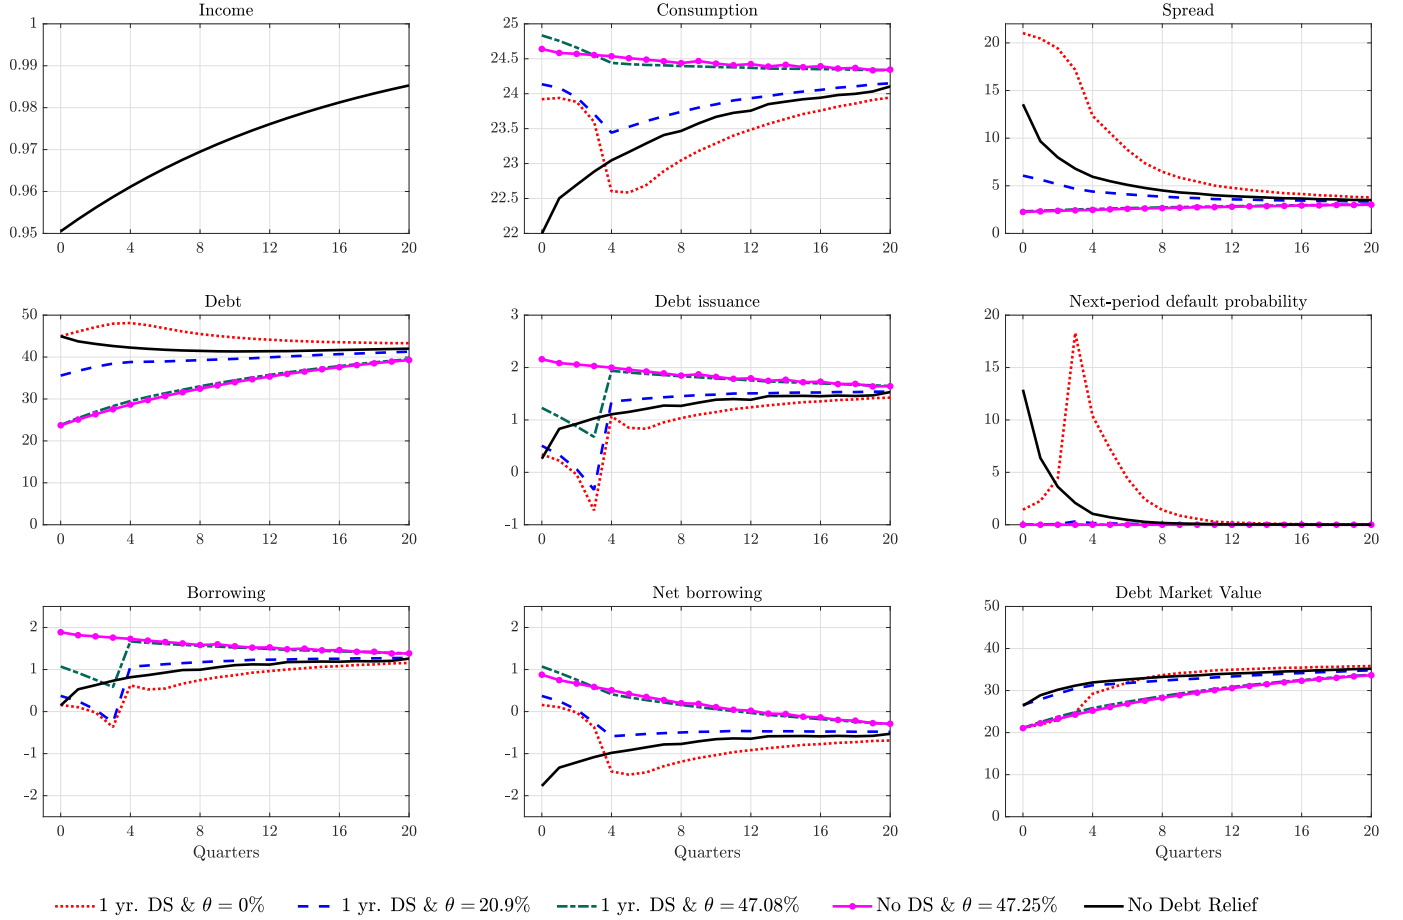 Income
1
0.99
0.98
0.97
0.96
0.95
0 4 8 12 16 20
Consumption
25
24.5
24
23.5
23
22.5
22
0 4 8 12 16 20
Spread
20
15
10
5
0
0 4 8 12 16 20
Debt
50
40
30
20
10
0
0 4 8 12 16 20
Debt issuance
3
2
1
0
-1
0 4 8 12 16 20
Next-period default probability
20
15
10
5
0
0 4 8 12 16 20
Borrowing
2
1
0
-1
-2
0 4 8 12 16 20
Quarters
Net borrowing
2
1
0
-1
-2
0 4 8 12 16 20
Debt Market Value
50
40
30
20
10
0
0 4 8 12 16 20
Quarters
1 yr. DS & θ = 0% 1 yr. DS & θ = 20.9% 1 yr. DS & θ = 47.08% No DS & θ = 47.25% No Debt Relief